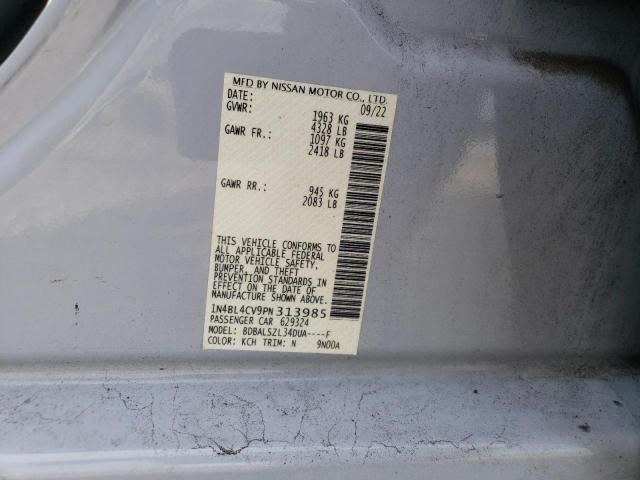 MFD BY NISSAN MOTOR CO., LTD.
DATE: 09/22
GVWR: 1963 KG
4328 LB
GAWR FR.: 1097 KG
2418 LB
GAWR RR.: 945 KG
2083 LB
THIS VEHICLE CONFORMS TO
ALL APPLICABLE FEDERAL
MOTOR VEHICLE SAFETY,
BUMPER, AND THEFT
PREVENTION STANDARDS IN
EFFECT ON THE DATE OF
MANUFACTURE SHOWN ABOVE.
1N4BL4CV9PN313985
PASSENGER CAR 629324
MODEL: BDBALSZL34DUA----F
COLOR: KCH TRIM: N 9N00A